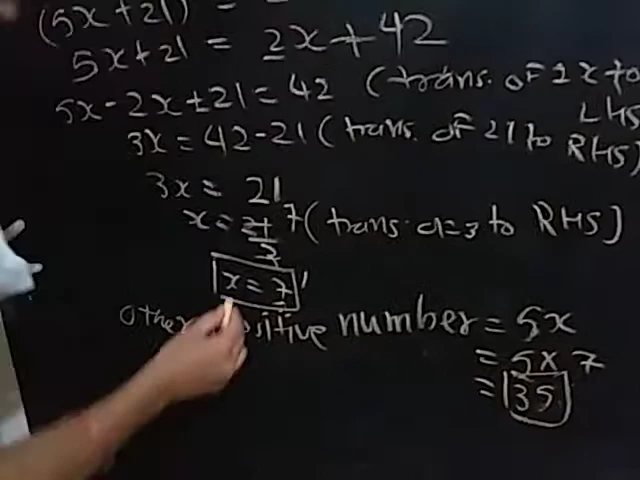 (5x+21) =
5x+21 = 2x+42
5x-2x+21=42 (trans. of 2x to LHS
3x=42-21 (trans. of 21 to RHS)
3x = 21
x = 21/3 7 (trans. of 3 to RHS)
x = 7
other positive number = 5x
= 5x7
= 35